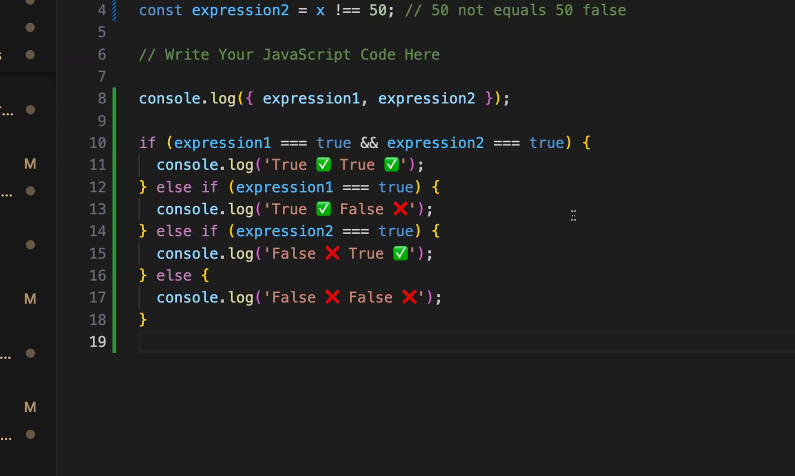 4 const expression2 = x !== 50; // 50 not equals 50 false
5
6 // Write Your JavaScript Code Here
7
8 console.log({ expression1, expression2 });
9
10 if (expression1 === true && expression2 === true) {
11 console.log('True ✅ True ✅');
12 } else if (expression1 === true) {
M
13 console.log('True ✅ False ❌');
14 } else if (expression2 === true) {
15 console.log('False ❌ True ✅');
16 } else {
17 console.log('False ❌ False ❌');
M
18 }
19
M